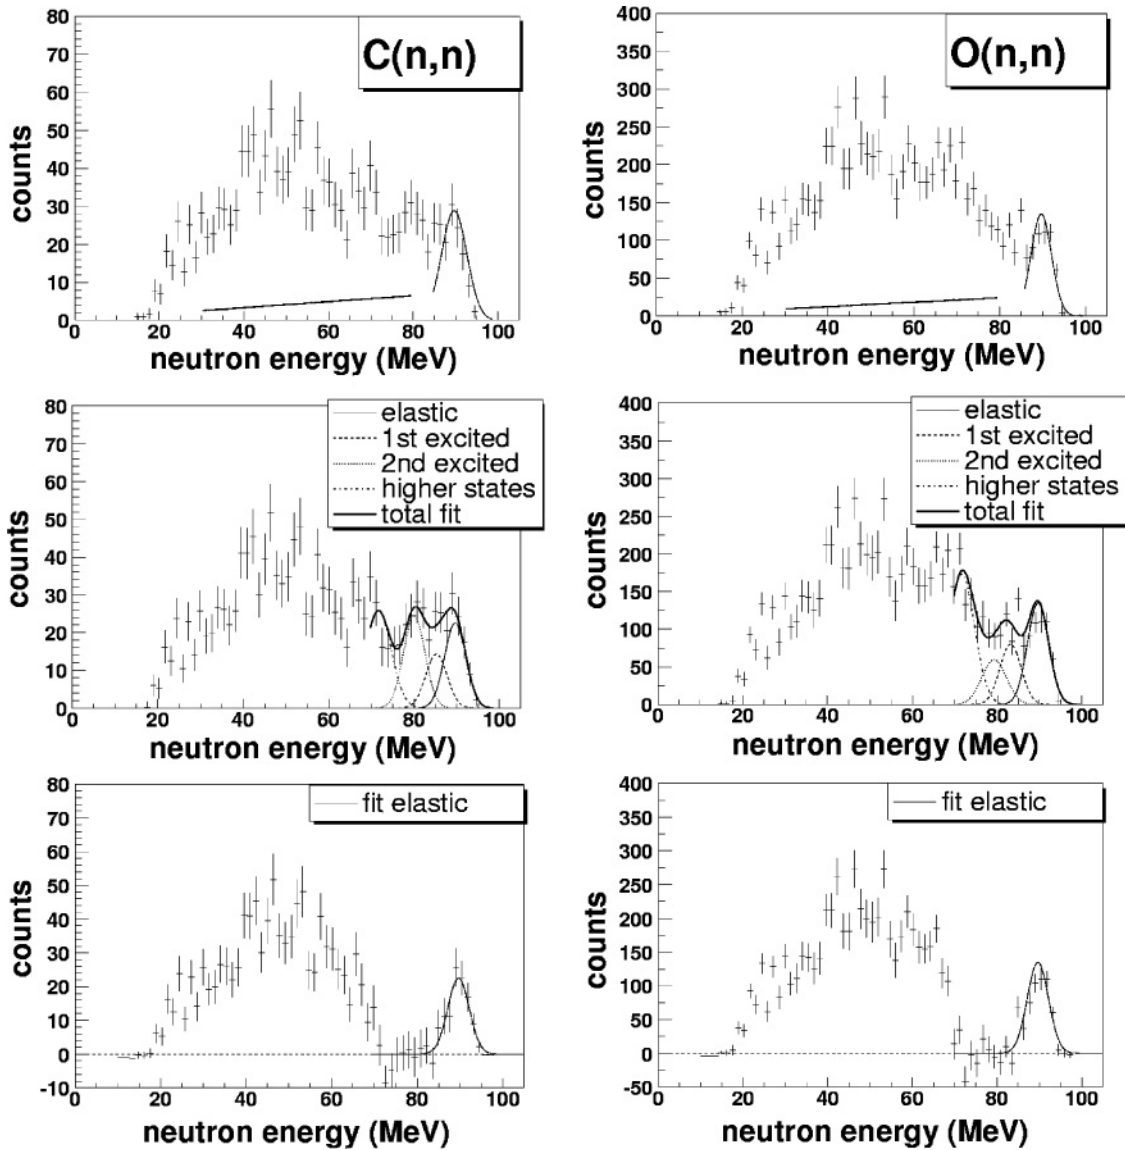 C(n,n)
counts
80
70
60
50
40
30
20
10
0
0 20 40 60 80 100
neutron energy (MeV)
O(n,n)
counts
400
350
300
250
200
150
100
50
0
0 20 40 60 80 100
neutron energy (MeV)
elastic
1st excited
2nd excited
higher states
total fit
counts
80
70
60
50
40
30
20
10
0
0 20 40 60 80 100
neutron energy (MeV)
elastic
1st excited
2nd excited
higher states
total fit
counts
400
350
300
250
200
150
100
50
0
0 20 40 60 80 100
neutron energy (MeV)
fit elastic
counts
80
70
60
50
40
30
20
10
0
-10
0 20 40 60 80 100
neutron energy (MeV)
fit elastic
counts
400
350
300
250
200
150
100
50
0
-50
0 20 40 60 80 100
neutron energy (MeV)